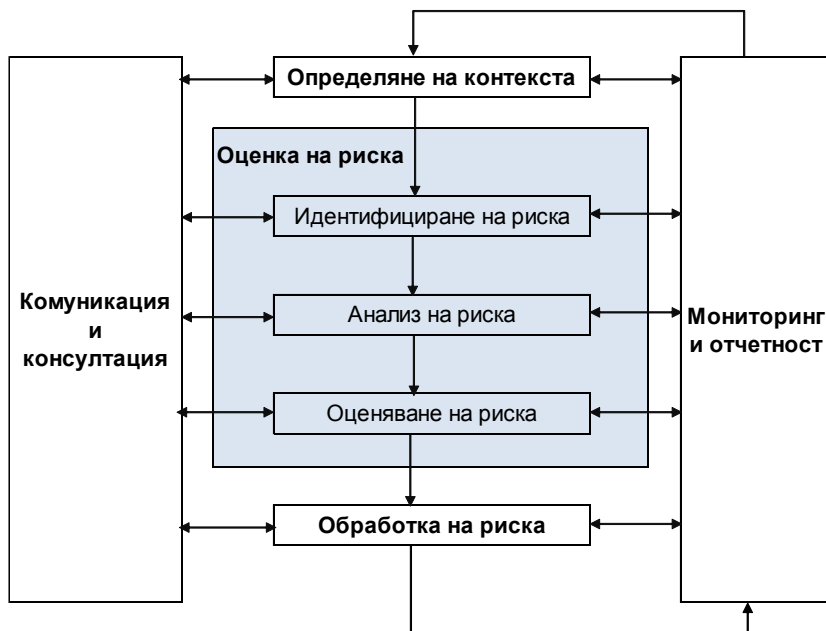 Определяне на контекста
Оценка на риска
Идентифициране на риска
Комуникация
и
консултация
Анализ на риска
Мониторинг
и отчетност
Оценяване на риска
Обработка на риска